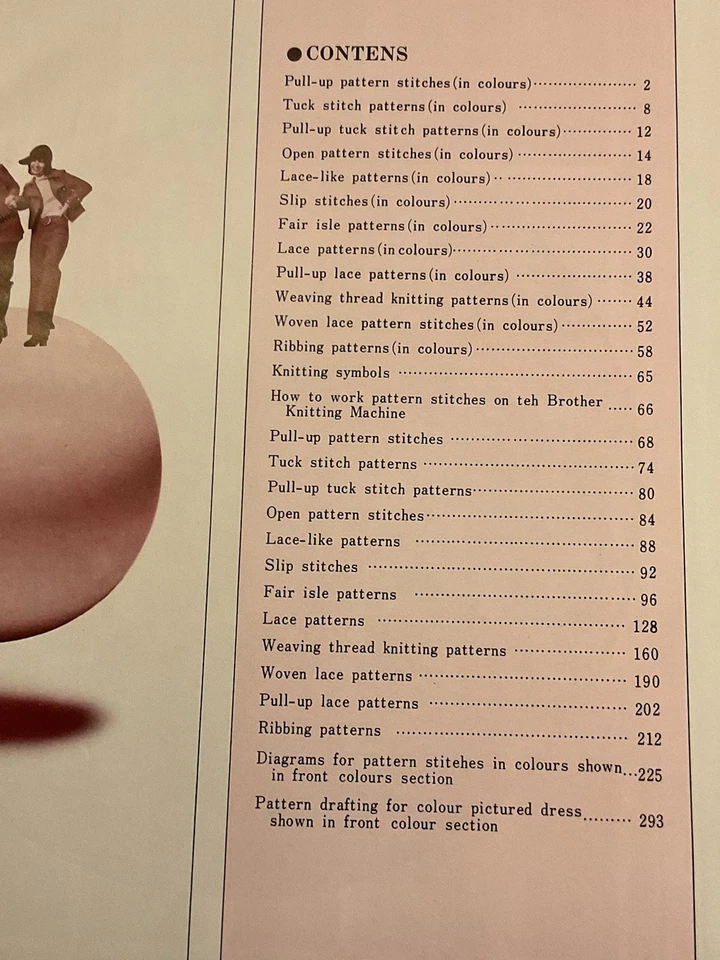 ●CONTENS
Pull-up pattern stitches(in colours)····················· 2
Tuck stitch patterns(in colours) ······················· 8
Pull-up tuck stitch patterns(in colours)·············· 12
Open pattern stitches(in colours) ······················ 14
Lace-like patterns(in colours)·· ························ 18
Slip stitches(in colours)··································· 20
Fair isle patterns(in colours)···························· 22
Lace patterns(in colours)·································· 30
Pull-up lace patterns(in colours) ······················ 38
Weaving thread knitting patterns(in colours) ······· 44
Woven lace pattern stitches(in colours)·············· 52
Ribbing patterns(in colours)······························ 58
Knitting symbols ············································ 65
How to work pattern stitches on teh Brother
Knitting Machine ····· 66
Pull-up pattern stitches ··································· 68
Tuck stitch patterns ········································ 74
Pull-up tuck stitch patterns······························ 80
Open pattern stitches······································· 84
Lace-like patterns ·········································· 88
Slip stitches ·················································· 92
Fair isle patterns ··········································· 96
Lace patterns ················································ 128
Weaving thread knitting patterns ······················ 160
Woven lace patterns ······································· 190
Pull-up lace patterns ······································ 202
Ribbing patterns ············································ 212
Diagrams for pattern stitehes in colours shown
in front colours section ...225
Pattern drafting for colour pictured dress
shown in front colour section ········· 293